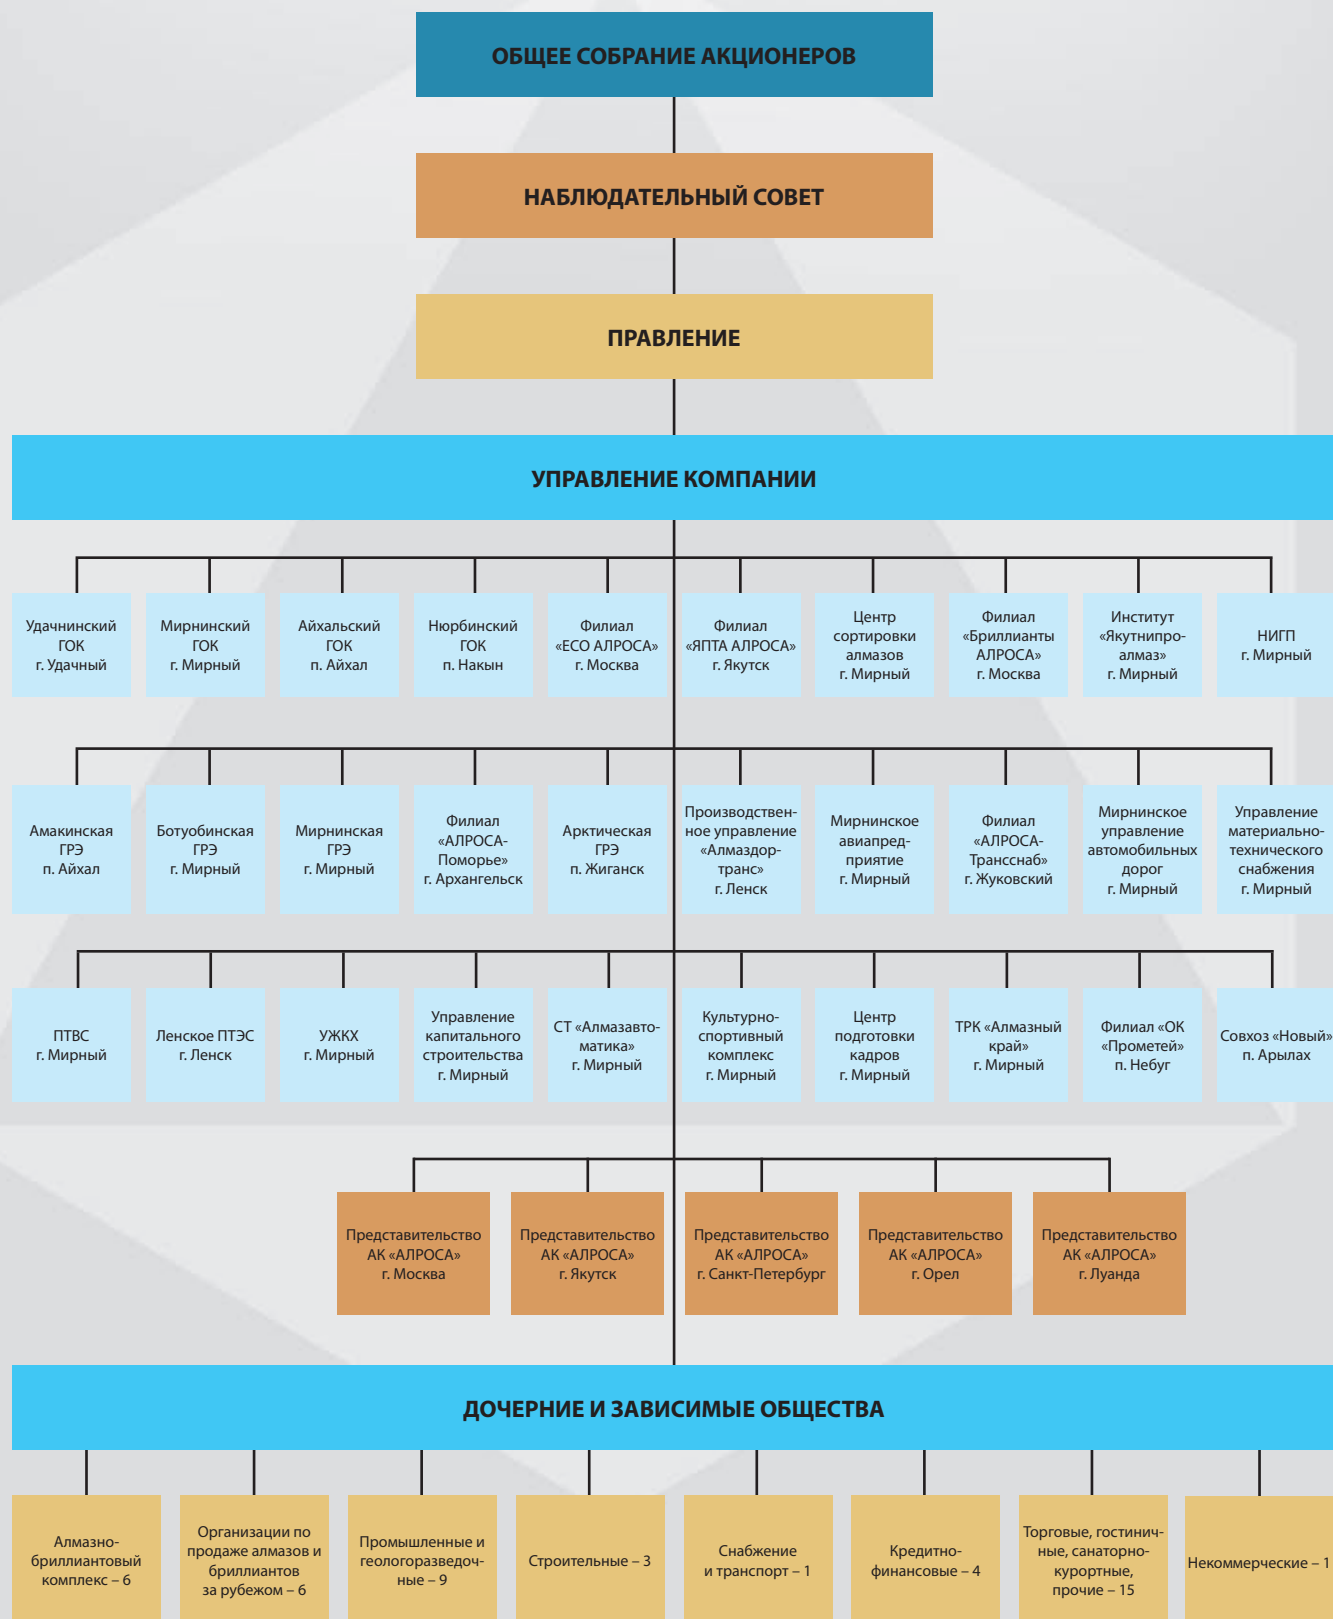 ОБЩЕЕ СОБРАНИЕ АКЦИОНЕРОВ
НАБЛЮДАТЕЛЬНЫЙ СОВЕТ
ПРАВЛЕНИЕ
УПРАВЛЕНИЕ КОМПАНИИ
Удачнинский
ГОК
г. Удачный
Мирнинский
ГОК
г. Мирный
Айхальский
ГОК
п. Айхал
Нюрбинский
ГОК
п. Накын
Филиал
«ЕСО АЛРОСА»
г. Москва
Филиал
«ЯПТА АЛРОСА»
г. Якутск
Центр
сортировки
алмазов
г. Мирный
Филиал
«Бриллианты
АЛРОСА»
г. Москва
Институт
«Якутнипро-
алмаз»
г. Мирный
НИГП
г. Мирный
Амакинская
ГРЭ
п. Айхал
Ботуобинская
ГРЭ
г. Мирный
Мирнинская
ГРЭ
г. Мирный
Филиал
«АЛРОСА-
Поморье»
г. Архангельск
Арктическая
ГРЭ
п. Жиганск
Производствен-
ное управление
«Алмаздор-
транс»
г. Ленск
Мирнинское
авиапред-
приятие
г. Мирный
Филиал
«АЛРОСА-
Трансснаб»
г. Жуковский
Мирнинское
управление
автомобильных
дорог
г. Мирный
Управление
материально-
технического
снабжения
г. Мирный
ПТВС
г. Мирный
Ленское ПТЭС
г. Ленск
УЖКХ
г. Мирный
Управление
капитального
строительства
г. Мирный
СТ «Алмазавто-
матика»
г. Мирный
Культурно-
спортивный
комплекс
г. Мирный
Центр
подготовки
кадров
г. Мирный
ТРК «Алмазный
край»
г. Мирный
Филиал «ОК
«Прометей»
п. Небуг
Совхоз «Новый»
п. Арылах
Представительство
АК «АЛРОСА»
г. Москва
Представительство
АК «АЛРОСА»
г. Якутск
Представительство
АК «АЛРОСА»
г. Санкт-Петербург
Представительство
АК «АЛРОСА»
г. Орел
Представительство
АК «АЛРОСА»
г. Луанда
ДОЧЕРНИЕ И ЗАВИСИМЫЕ ОБЩЕСТВА
Алмазно-
бриллиантовый
комплекс – 6
Организации по
продаже алмазов и
бриллиантов
за рубежом – 6
Промышленные и
геологоразведоч-
ные – 9
Строительные – 3
Снабжение
и транспорт – 1
Кредитно-
финансовые – 4
Торговые, гостинич-
ные, санаторно-
курортные,
прочие – 15
Некоммерческие – 1